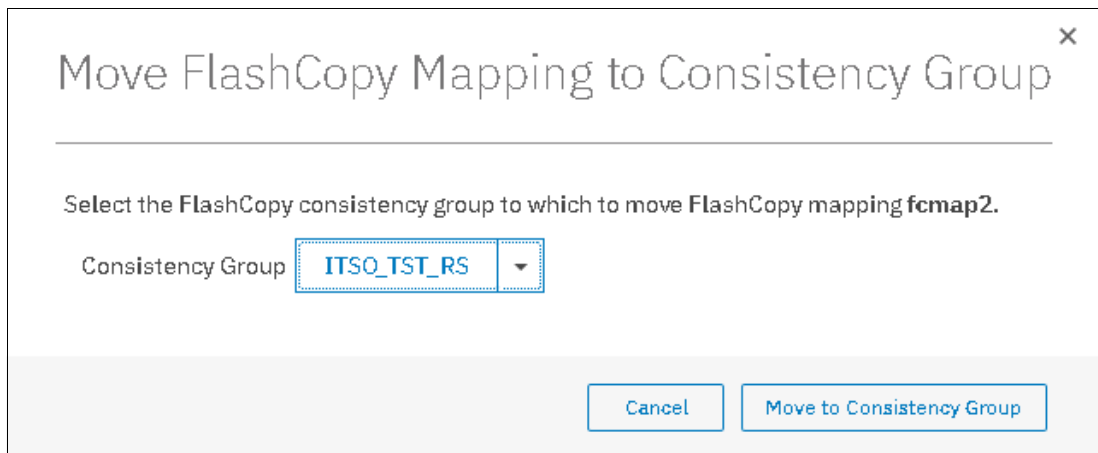 Move FlashCopy Mapping to Consistency Group
Select the FlashCopy consistency group to which to move FlashCopy mapping fcmap2.
Consistency Group ITSO_TST_RS
Cancel Move to Consistency Group